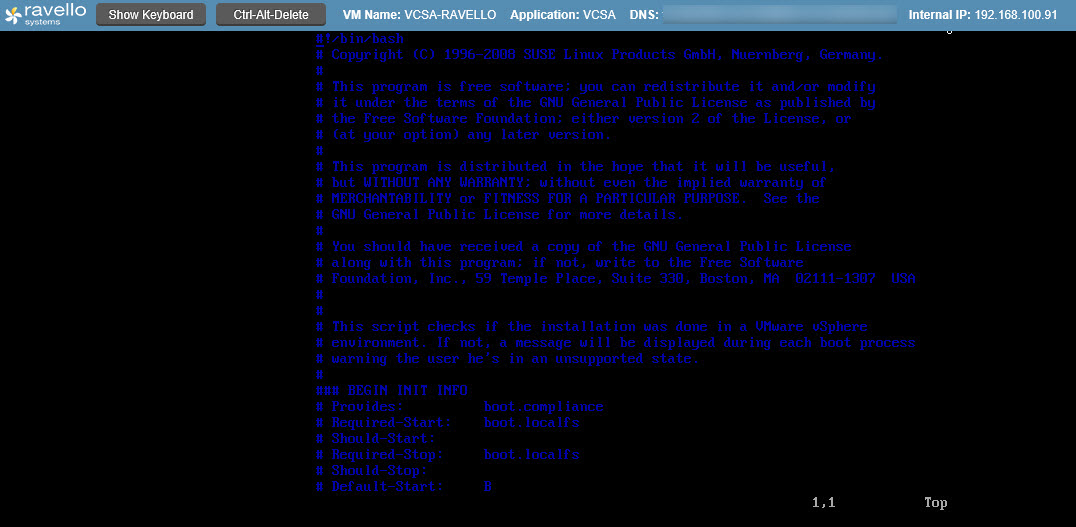 ravello systems Show Keyboard Ctrl-Alt-Delete VM Name: VCSA-RAVELLO Application: VCSA DNS: Internal IP: 192.168.100.91
#!/bin/bash
# Copyright (C) 1996-2008 SUSE Linux Products GmbH, Nuernberg, Germany.
#
# This program is free software; you can redistribute it and/or modify
# it under the terms of the GNU General Public License as published by
# the Free Software Foundation; either version 2 of the License, or
# (at your option) any later version.
#
# This program is distributed in the hope that it will be useful,
# but WITHOUT ANY WARRANTY; without even the implied warranty of
# MERCHANTABILITY or FITNESS FOR A PARTICULAR PURPOSE.  See the
# GNU General Public License for more details.
#
# You should have received a copy of the GNU General Public License
# along with this program; if not, write to the Free Software
# Foundation, Inc., 59 Temple Place, Suite 330, Boston, MA  02111-1307  USA
#
#
# This script checks if the installation was done in a VMware vSphere
# environment. If not, a message will be displayed during each boot process
# warning the user he's in an unsupported state.
#
### BEGIN INIT INFO
# Provides:          boot.compliance
# Required-Start:    boot.localfs
# Should-Start:
# Required-Stop:     boot.localfs
# Should-Stop:
# Default-Start:     B
1,1 Top